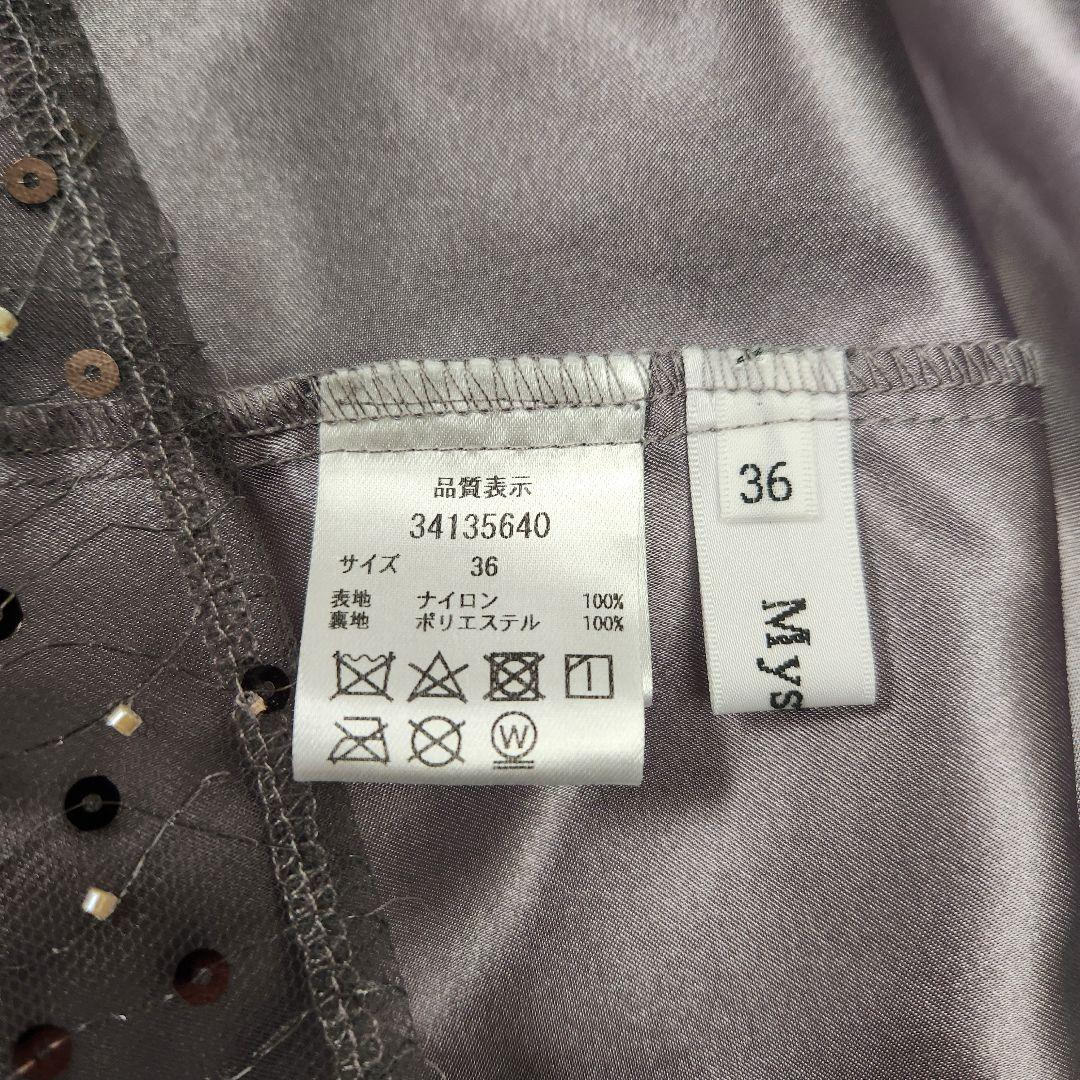 品質表示
34135640
サイズ 36
表地 ナイロン 100%
裏地 ポリエステル 100%
W
36
Mys